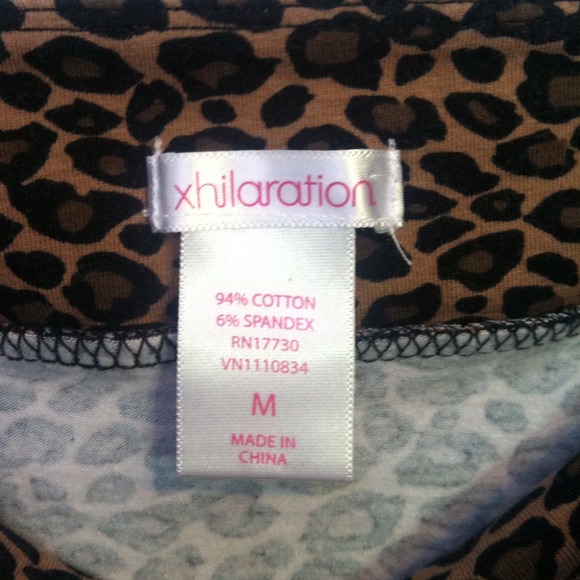 xhilaration
94% COTTON
6% SPANDEX
RN17730
VN1110834
M
MADE IN
CHINA